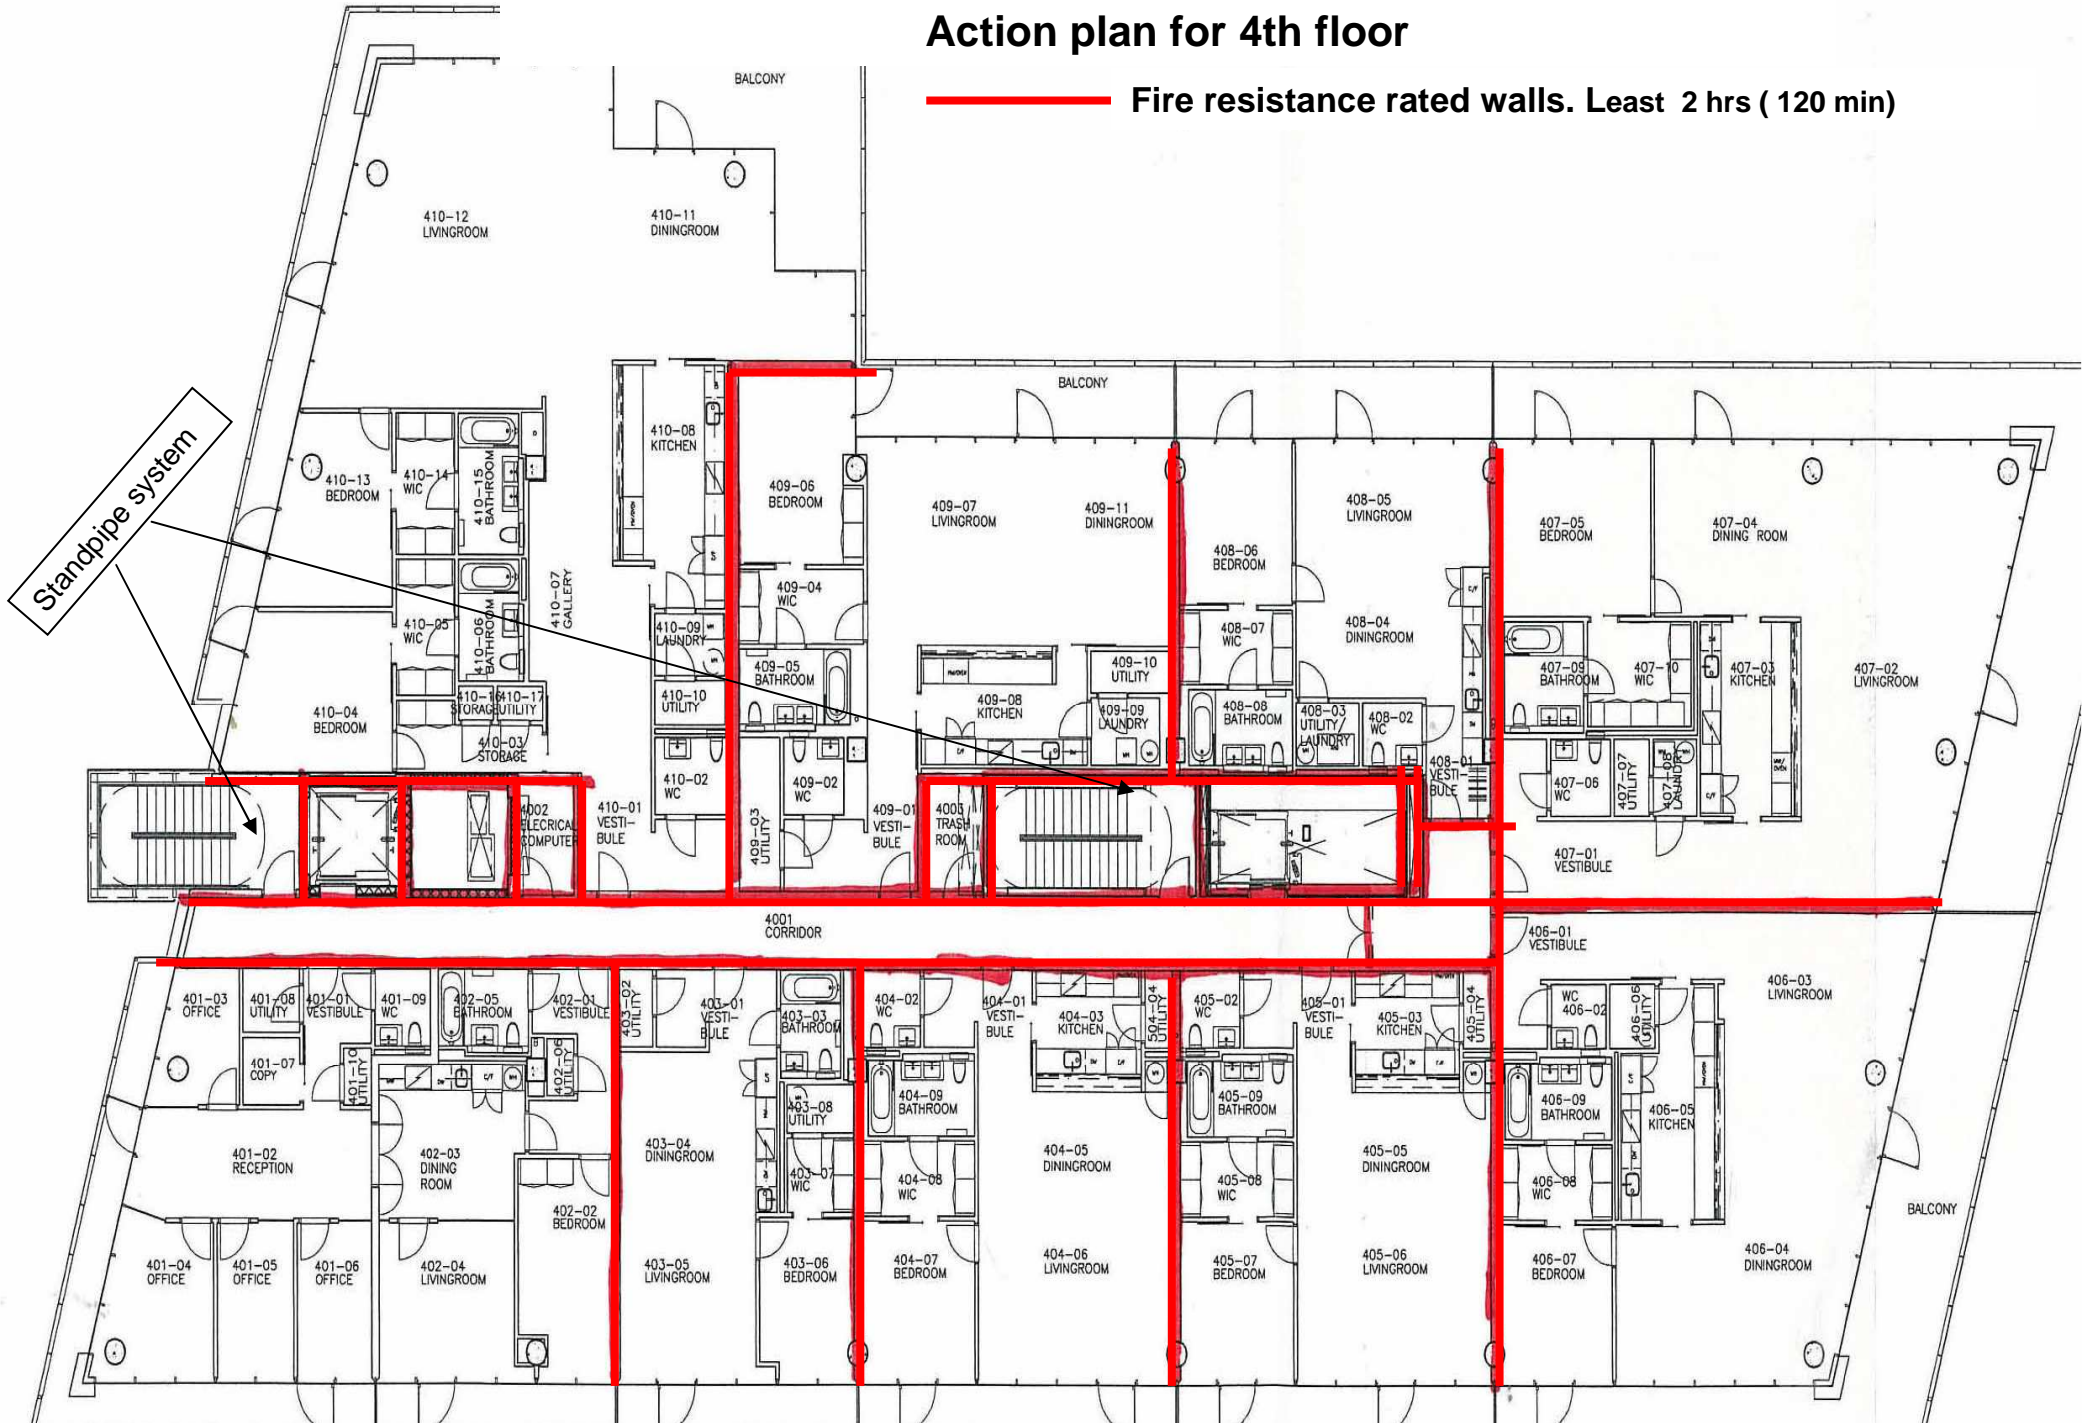 Action plan for 4th floor
Fire resistance rated walls. Least 2 hrs ( 120 min)
Standpipe system
BALCONY
410-12
LIVINGROOM
410-11
DININGROOM
BALCONY
410-08
KITCHEN
410-13
BEDROOM
410-14
WIC
410-15
BATHROOM
409-06
BEDROOM
409-07
LIVINGROOM
409-11
DININGROOM
408-05
LIVINGROOM
407-05
BEDROOM
407-04
DINING ROOM
408-06
BEDROOM
410-07
GALLERY
409-04
WIC
410-05
WIC
410-06
BATHROOM
410-09
LAUNDRY
408-07
WIC
408-04
DININGROOM
409-05
BATHROOM
409-10
UTILITY
407-09
BATHROOM
407-10
WIC
407-03
KITCHEN
407-02
LIVINGROOM
410-16
STORAGE
410-17
UTILITY
410-10
UTILITY
409-08
KITCHEN
409-09
LAUNDRY
408-08
BATHROOM
408-03
UTILITY/
LAUNDRY
408-02
WC
410-04
BEDROOM
410-03
STORAGE
410-02
WC
409-02
WC
408-01
VESTI-
BULE
407-06
WC
407-07
UTILITY
407-08
LAUNDRY
4002
ELECRICAL
COMPUTER
410-01
VESTI-
BULE
409-03
UTILITY
409-01
VESTI-
BULE
4003
TRASH
ROOM
407-01
VESTIBULE
4001
CORRIDOR
406-01
VESTIBULE
401-03
OFFICE
401-08
UTILITY
401-01
VESTIBULE
401-09
WC
402-05
BATHROOM
402-01
VESTIBULE
403-02
UTILITY
403-01
VESTI-
BULE
403-03
BATHROOM
404-02
WC
404-01
VESTI-
BULE
404-03
KITCHEN
504-04
UTILITY
405-02
WC
405-01
VESTI-
BULE
405-03
KITCHEN
405-04
UTILITY
WC
406-02
406-06
UTILITY
406-03
LIVINGROOM
401-07
COPY
401-10
UTILITY
402-06
UTILITY
403-08
UTILITY
404-09
BATHROOM
405-09
BATHROOM
406-09
BATHROOM
406-05
KITCHEN
401-02
RECEPTION
402-03
DINING
ROOM
403-04
DININGROOM
403-07
WIC
404-08
WIC
404-05
DININGROOM
405-08
WIC
405-05
DININGROOM
406-08
WIC
402-02
BEDROOM
BALCONY
401-04
OFFICE
401-05
OFFICE
401-06
OFFICE
402-04
LIVINGROOM
403-05
LIVINGROOM
403-06
BEDROOM
404-07
BEDROOM
404-06
LIVINGROOM
405-07
BEDROOM
405-06
LIVINGROOM
406-07
BEDROOM
406-04
DININGROOM